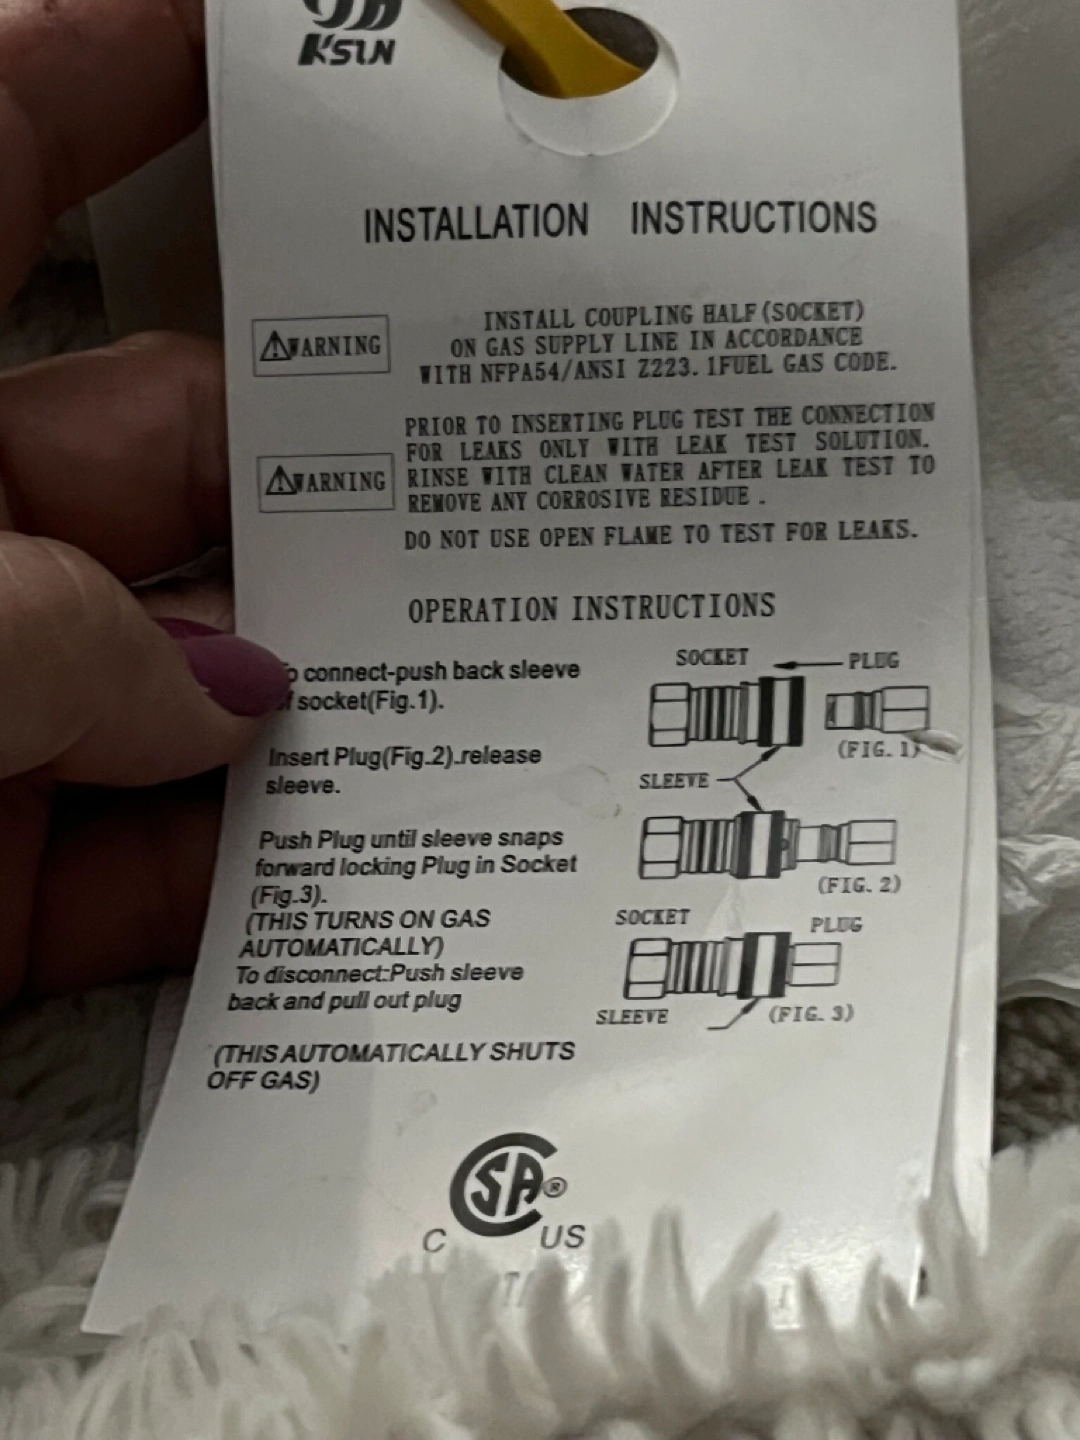 KSUN
INSTALLATION INSTRUCTIONS
WARNING
INSTALL COUPLING HALF (SOCKET)
ON GAS SUPPLY LINE IN ACCORDANCE
WITH NFPA54/ANSI Z223. 1FUEL GAS CODE.
WARNING
PRIOR TO INSERTING PLUG TEST THE CONNECTION
FOR LEAKS ONLY WITH LEAK TEST SOLUTION.
RINSE WITH CLEAN WATER AFTER LEAK TEST TO
REMOVE ANY CORROSIVE RESIDUE .
DO NOT USE OPEN FLAME TO TEST FOR LEAKS.
OPERATION INSTRUCTIONS
connect-push back sleeve
socket(Fig.1).
Insert Plug(Fig.2).release
sleeve.
Push Plug until sleeve snaps
forward locking Plug in Socket
(Fig.3).
(THIS TURNS ON GAS
AUTOMATICALLY)
To disconnect:Push sleeve
back and pull out plug
(THIS AUTOMATICALLY SHUTS
OFF GAS)
SOCKET PLUG
(FIG. 1)
SLEEVE
(FIG. 2)
SOCKET PLUG
SLEEVE (FIG. 3)
CSA ®
C US